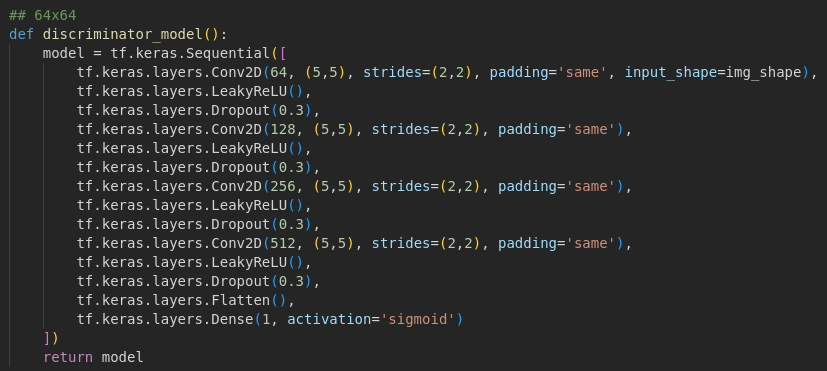 ## 64x64
def discriminator_model():
    model = tf.keras.Sequential([
        tf.keras.layers.Conv2D(64, (5,5), strides=(2,2), padding='same', input_shape=img_shape),
        tf.keras.layers.LeakyReLU(),
        tf.keras.layers.Dropout(0.3),
        tf.keras.layers.Conv2D(128, (5,5), strides=(2,2), padding='same'),
        tf.keras.layers.LeakyReLU(),
        tf.keras.layers.Dropout(0.3),
        tf.keras.layers.Conv2D(256, (5,5), strides=(2,2), padding='same'),
        tf.keras.layers.LeakyReLU(),
        tf.keras.layers.Dropout(0.3),
        tf.keras.layers.Conv2D(512, (5,5), strides=(2,2), padding='same'),
        tf.keras.layers.LeakyReLU(),
        tf.keras.layers.Dropout(0.3),
        tf.keras.layers.Flatten(),
        tf.keras.layers.Dense(1, activation='sigmoid')
    ])
    return model